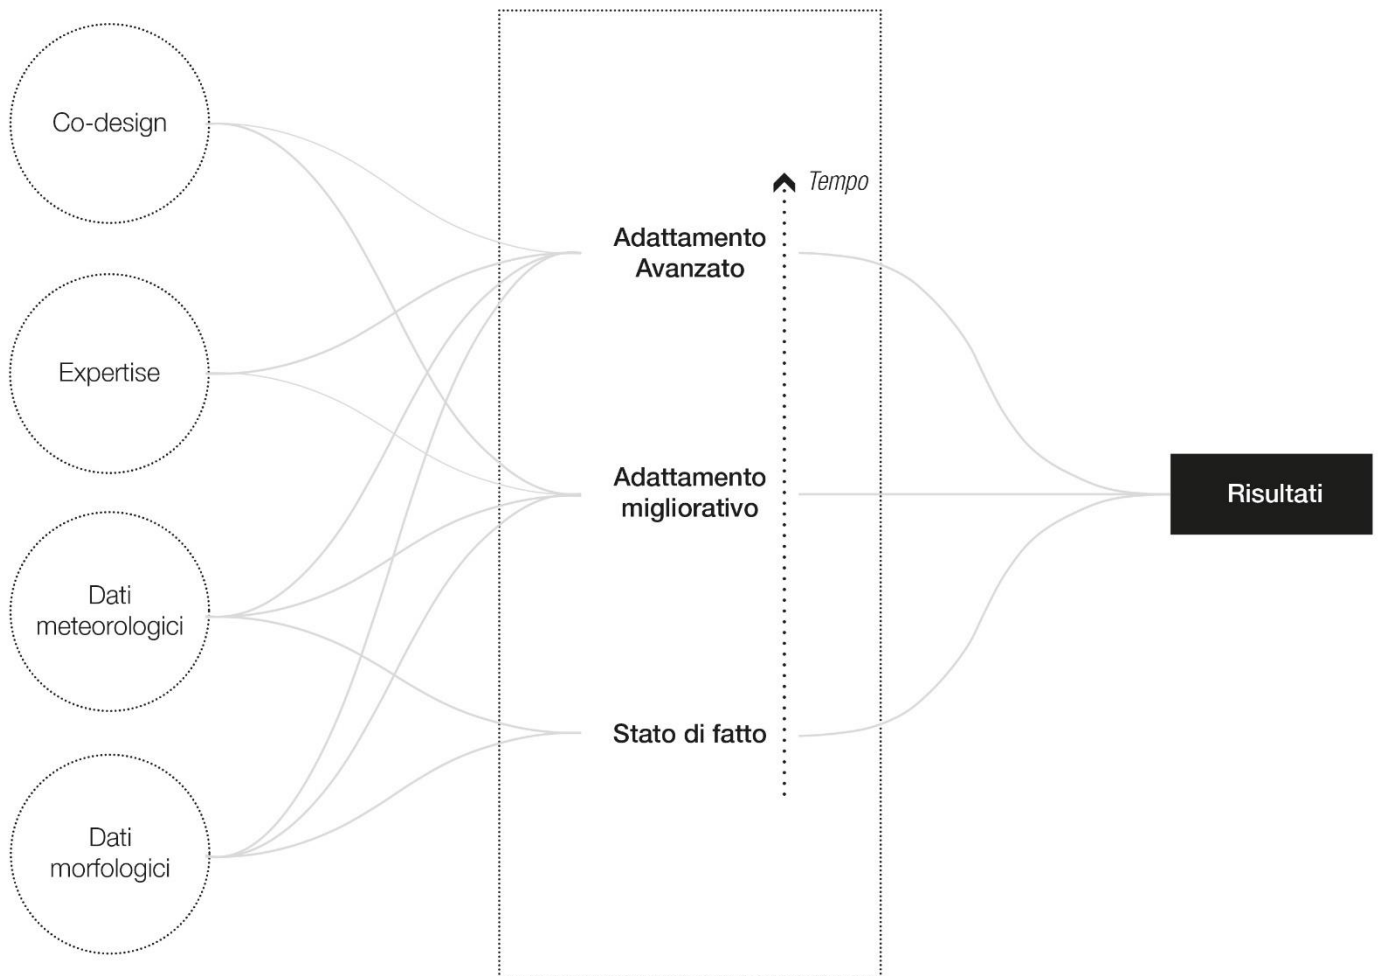 Co-design
Expertise
Dati
meteorologici
Dati
morfologici
Tempo
Adattamento
Avanzato
Adattamento
migliorativo
Stato di fatto
Risultati